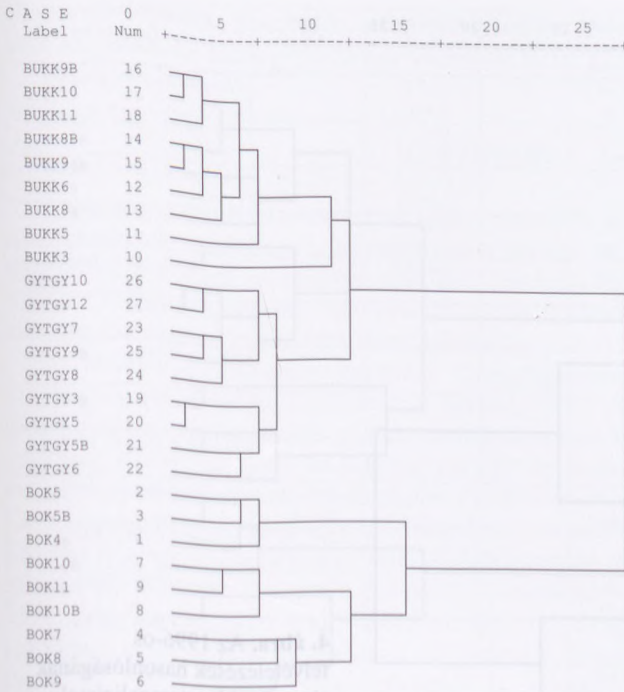 C A S E 0 5 10 15 20 25
Label Num
BUKK9B 16
BUKK10 17
BUKK11 18
BUKK8B 14
BUKK9 15
BUKK6 12
BUKK8 13
BUKK5 11
BUKK3 10
GYTGY10 26
GYTGY12 27
GYTGY7 23
GYTGY9 25
GYTGY8 24
GYTGY3 19
GYTGY5 20
GYTGY5B 21
GYTGY6 22
BOK5 2
BOK5B 3
BOK4 1
BOK10 7
BOK11 9
BOK10B 8
BOK7 4
BOK8 5
BOK9 6